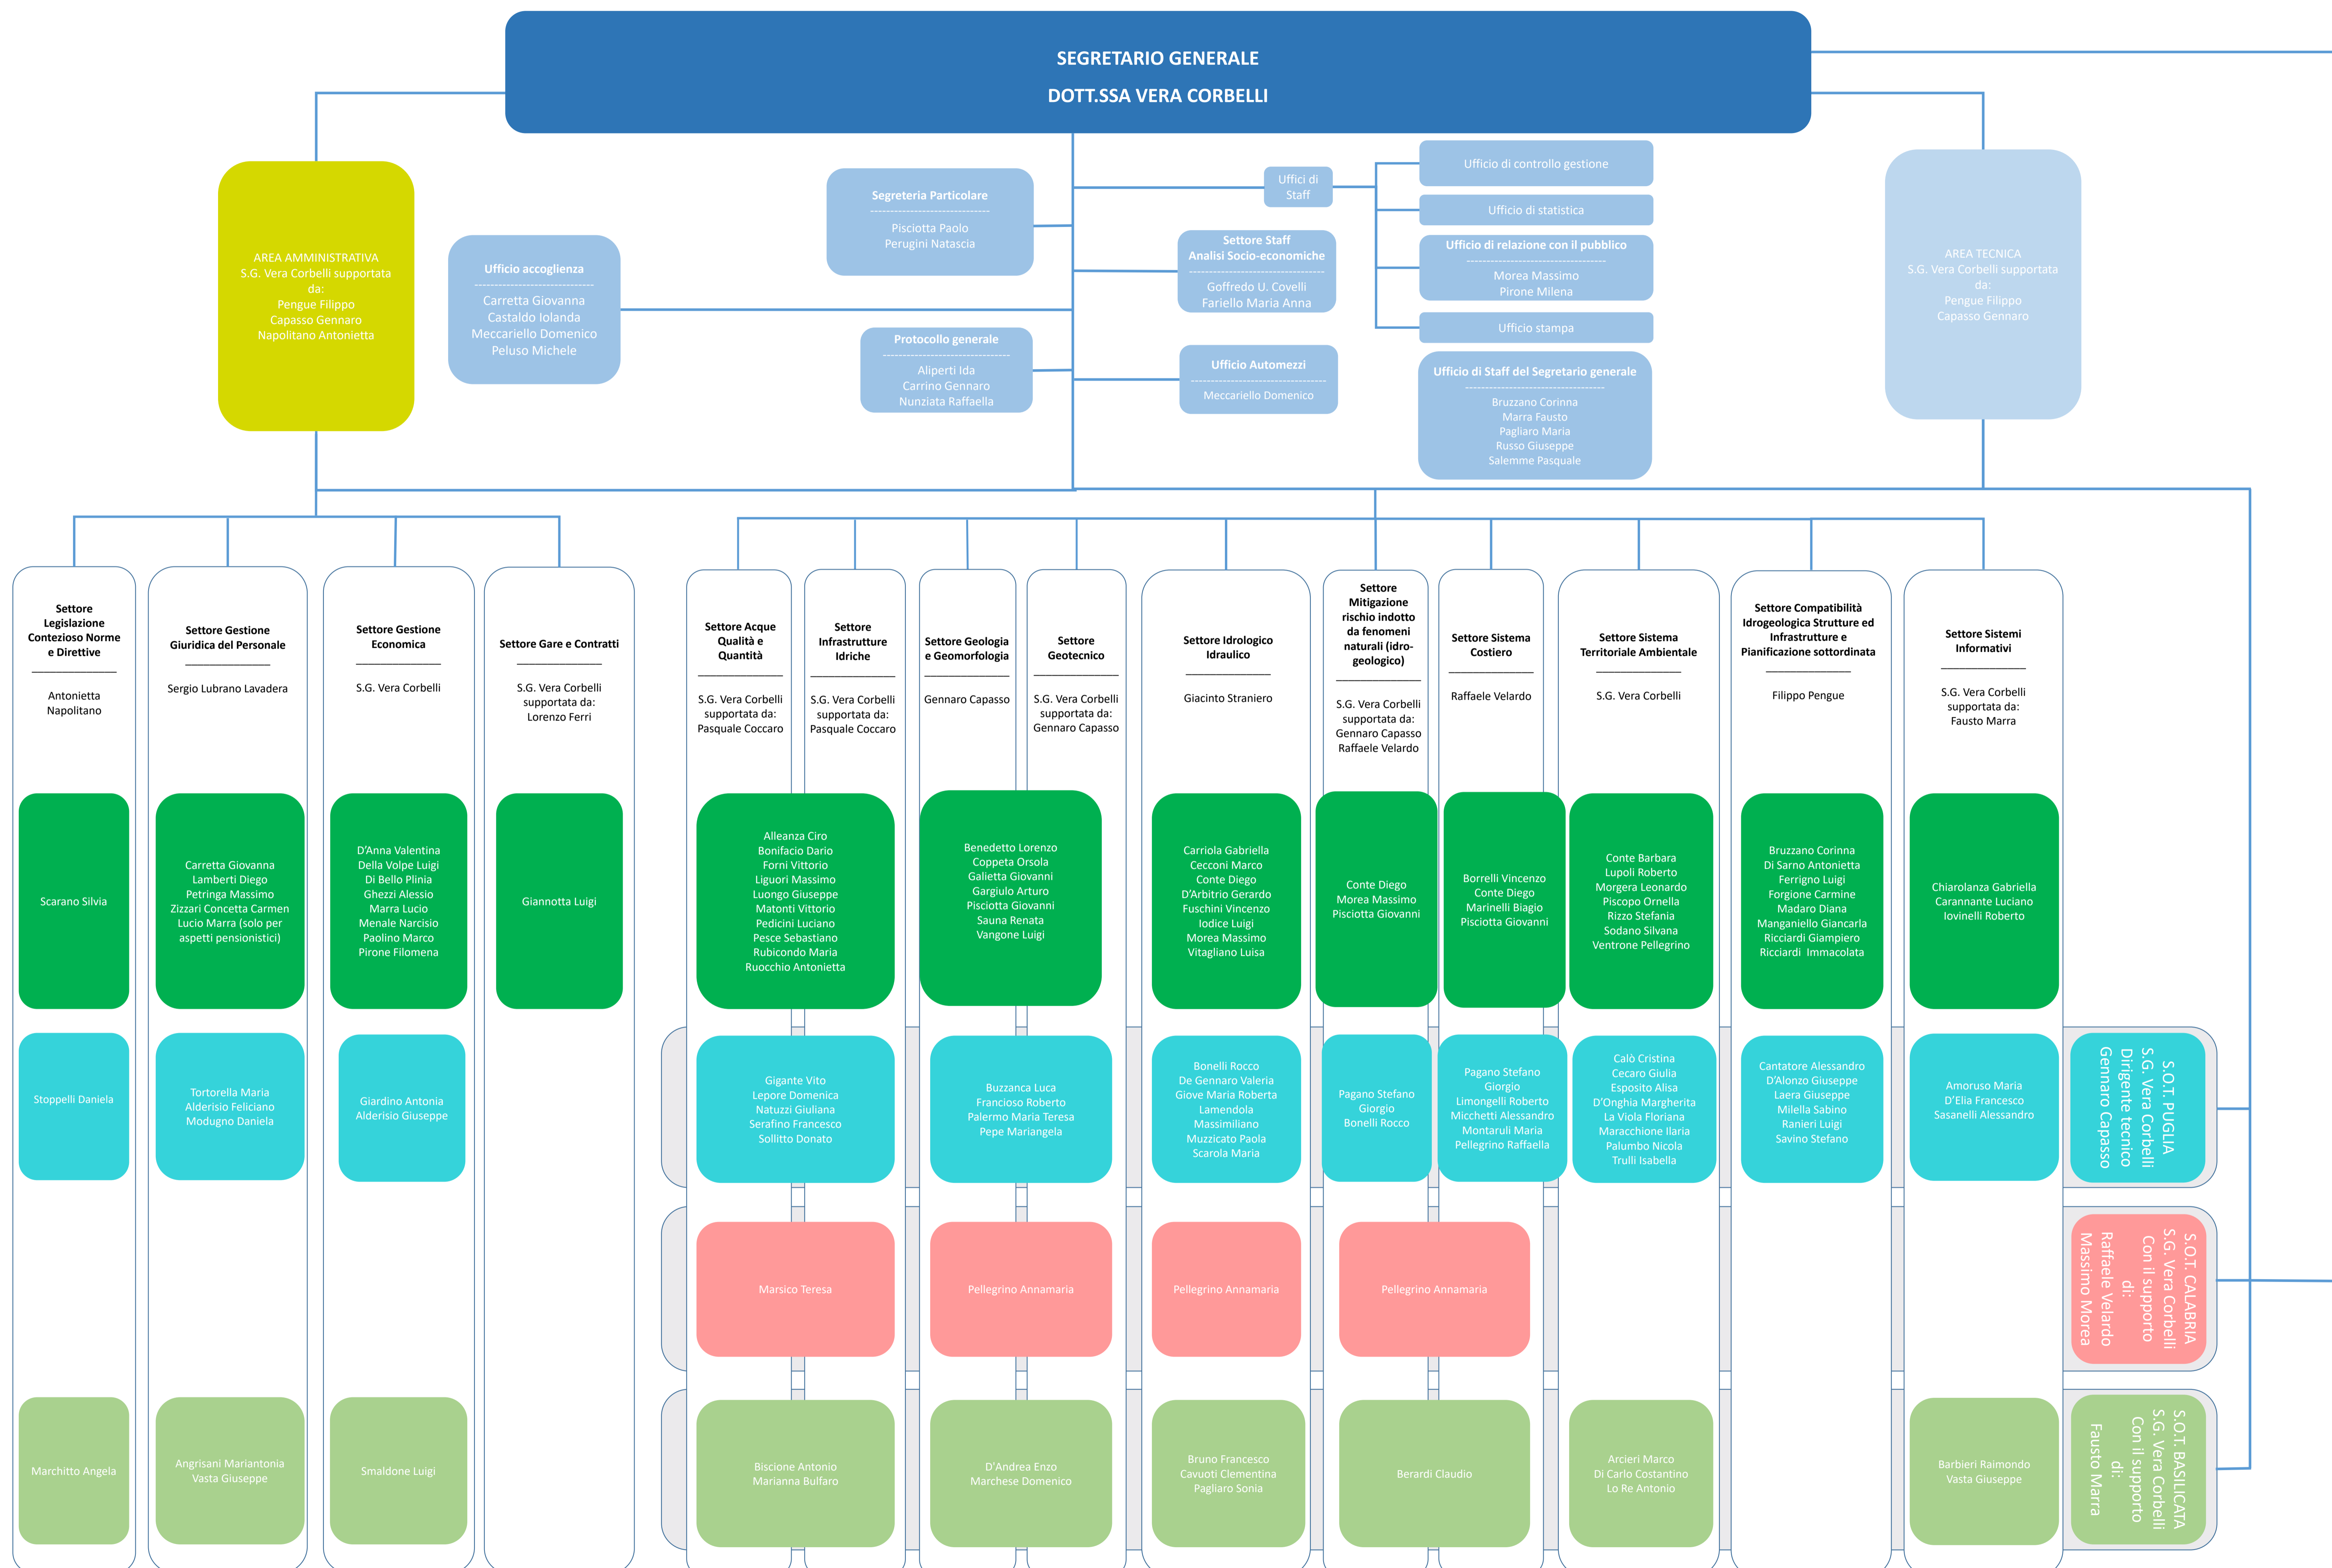 SEGRETARIO GENERALE
DOTT.SSA VERA CORBELLI
AREA AMMINISTRATIVA
S.G. Vera Corbelli supportata
da:
Pengue Filippo
Capasso Gennaro
Napolitano Antonietta
Ufficio accoglienza
------------------------------
Carretta Giovanna
Castaldo Iolanda
Meccariello Domenico
Peluso Michele
Segreteria Particolare
------------------------------
Pisciotta Paolo
Perugini Natascia
Protocollo generale
--------------------------------
Aliperti Ida
Carrino Gennaro
Nunziata Raffaella
Uffici di
Staff
Settore Staff
Analisi Socio-economiche
----------------------------------
Goffredo U. Covelli
Fariello Maria Anna
Ufficio Automezzi
----------------------------------
Meccariello Domenico
Ufficio di controllo gestione
Ufficio di statistica
Ufficio di relazione con il pubblico
-----------------------------------
Morea Massimo
Pirone Milena
Ufficio stampa
Ufficio di Staff del Segretario generale
-----------------------------------
Bruzzano Corinna
Marra Fausto
Pagliaro Maria
Russo Giuseppe
Salemme Pasquale
AREA TECNICA
S.G. Vera Corbelli supportata
da:
Pengue Filippo
Capasso Gennaro
Settore
Legislazione
Contezioso Norme
e Direttive
Antonietta
Napolitano
Settore Gestione
Giuridica del Personale
Sergio Lubrano Lavadera
Settore Gestione
Economica
S.G. Vera Corbelli
Settore Gare e Contratti
S.G. Vera Corbelli
supportata da:
Lorenzo Ferri
Settore Acque
Qualità e
Quantità
S.G. Vera Corbelli
supportata da:
Pasquale Coccaro
Settore
Infrastrutture
Idriche
S.G. Vera Corbelli
supportata da:
Pasquale Coccaro
Settore Geologia
e Geomorfologia
Gennaro Capasso
Settore
Geotecnico
S.G. Vera Corbelli
supportata da:
Gennaro Capasso
Settore Idrologico
Idraulico
Giacinto Straniero
Settore
Mitigazione
rischio indotto
da fenomeni
naturali (idro-
geologico)
S.G. Vera Corbelli
supportata da:
Gennaro Capasso
Raffaele Velardo
Settore Sistema
Costiero
Raffaele Velardo
Settore Sistema
Territoriale Ambientale
S.G. Vera Corbelli
Settore Compatibilità
Idrogeologica Strutture ed
Infrastrutture e
Pianificazione sottordinata
Filippo Pengue
Settore Sistemi
Informativi
S.G. Vera Corbelli
supportata da:
Fausto Marra
Scarano Silvia
Carretta Giovanna
Lamberti Diego
Petringa Massimo
Zizzari Concetta Carmen
Lucio Marra (solo per
aspetti pensionistici)
D'Anna Valentina
Della Volpe Luigi
Di Bello Plinia
Ghezzi Alessio
Marra Lucio
Menale Narcisio
Paolino Marco
Pirone Filomena
Giannotta Luigi
Alleanza Ciro
Bonifacio Dario
Forni Vittorio
Liguori Massimo
Luongo Giuseppe
Matonti Vittorio
Pedicini Luciano
Pesce Sebastiano
Rubicondo Maria
Ruocchio Antonietta
Benedetto Lorenzo
Coppeta Orsola
Galietta Giovanni
Gargiulo Arturo
Pisciotta Giovanni
Sauna Renata
Vangone Luigi
Carriola Gabriella
Cecconi Marco
Conte Diego
D'Arbitrio Gerardo
Fuschini Vincenzo
Iodice Luigi
Morea Massimo
Vitagliano Luisa
Conte Diego
Morea Massimo
Pisciotta Giovanni
Borrelli Vincenzo
Conte Diego
Marinelli Biagio
Pisciotta Giovanni
Conte Barbara
Lupoli Roberto
Morgera Leonardo
Piscopo Ornella
Rizzo Stefania
Sodano Silvana
Ventrone Pellegrino
Bruzzano Corinna
Di Sarno Antonietta
Ferrigno Luigi
Forgione Carmine
Madaro Diana
Manganiello Giancarla
Ricciardi Giampiero
Ricciardi Immacolata
Chiarolanza Gabriella
Carannante Luciano
Iovinelli Roberto
Stoppelli Daniela
Tortorella Maria
Alderisio Feliciano
Modugno Daniela
Giardino Antonia
Alderisio Giuseppe
Gigante Vito
Lepore Domenica
Natuzzi Giuliana
Serafino Francesco
Sollitto Donato
Buzzanca Luca
Francioso Roberto
Palermo Maria Teresa
Pepe Mariangela
Bonelli Rocco
De Gennaro Valeria
Giove Maria Roberta
Lamendola
Massimiliano
Muzzicato Paola
Scarola Maria
Pagano Stefano
Giorgio
Bonelli Rocco
Pagano Stefano
Giorgio
Limongelli Roberto
Micchetti Alessandro
Montaruli Maria
Pellegrino Raffaella
Calò Cristina
Cecaro Giulia
Esposito Alisa
D'Onghia Margherita
La Viola Floriana
Maracchione Ilaria
Palumbo Nicola
Trulli Isabella
Cantatore Alessandro
D'Alonzo Giuseppe
Laera Giuseppe
Milella Sabino
Ranieri Luigi
Savino Stefano
Amoruso Maria
D'Elia Francesco
Sasanelli Alessandro
S.O.T. PUGLIA
S.G. Vera Corbelli
Dirigente tecnico
Gennaro Capasso
Marsico Teresa
Pellegrino Annamaria
Pellegrino Annamaria
Pellegrino Annamaria
S.O.T. CALABRIA
S.G. Vera Corbelli
Con il supporto
di:
Raffaele Velardo
Massimo Morea
Marchitto Angela
Angrisani Mariantonia
Vasta Giuseppe
Smaldone Luigi
Biscione Antonio
Marianna Bulfaro
D'Andrea Enzo
Marchese Domenico
Bruno Francesco
Cavuoti Clementina
Pagliaro Sonia
Berardi Claudio
Arcieri Marco
Di Carlo Costantino
Lo Re Antonio
Barbieri Raimondo
Vasta Giuseppe
S.O.T. BASILICATA
S.G. Vera Corbelli
Con il supporto
di:
Fausto Marra